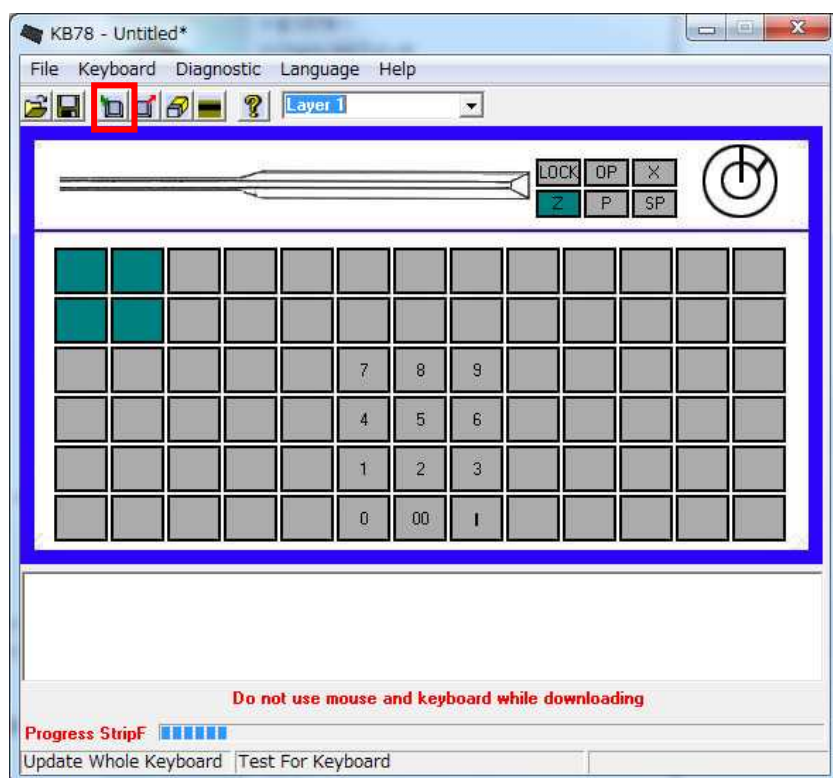 KB78 - Untitled*
File Keyboard Diagnostic Language Help
Layer 1
LOCK OP X
Z P SP
7 8 9
4 5 6
1 2 3
0 00
Do not use mouse and keyboard while downloading
Progress StripF
Update Whole Keyboard Test For Keyboard